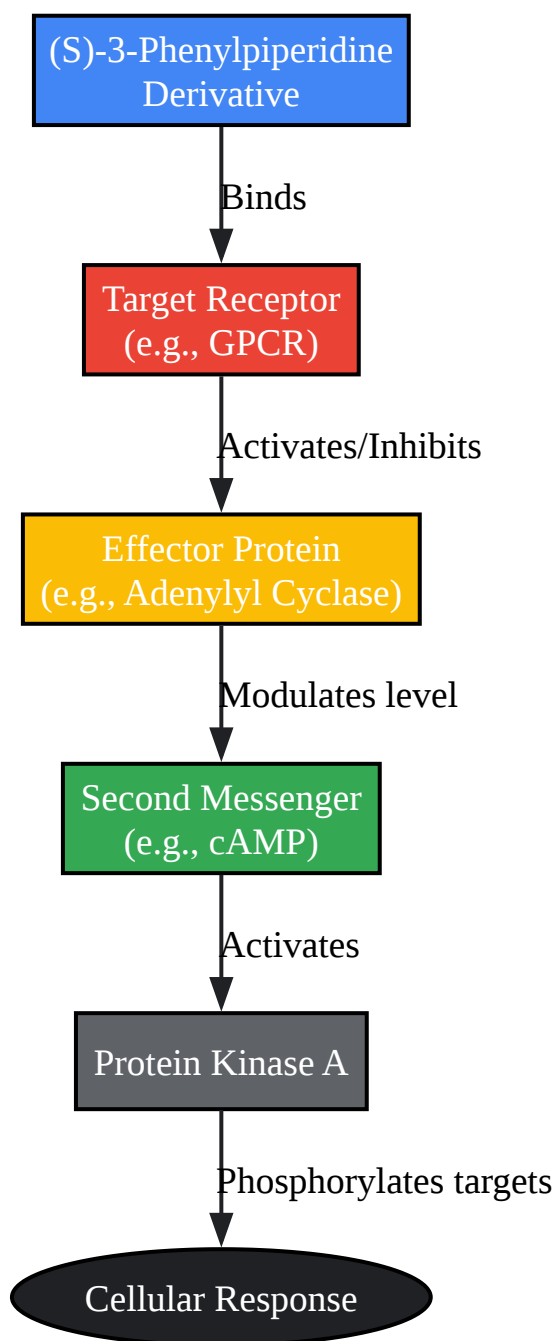 (S)-3-Phenylpiperidine
Derivative
Binds
Target Receptor
(e.g., GPCR)
Activates/Inhibits
Effector Protein
(e.g., Adenylyl Cyclase)
Modulates level
Second Messenger
(e.g., cAMP)
Activates
Protein Kinase A
Phosphorylates targets
Cellular Response